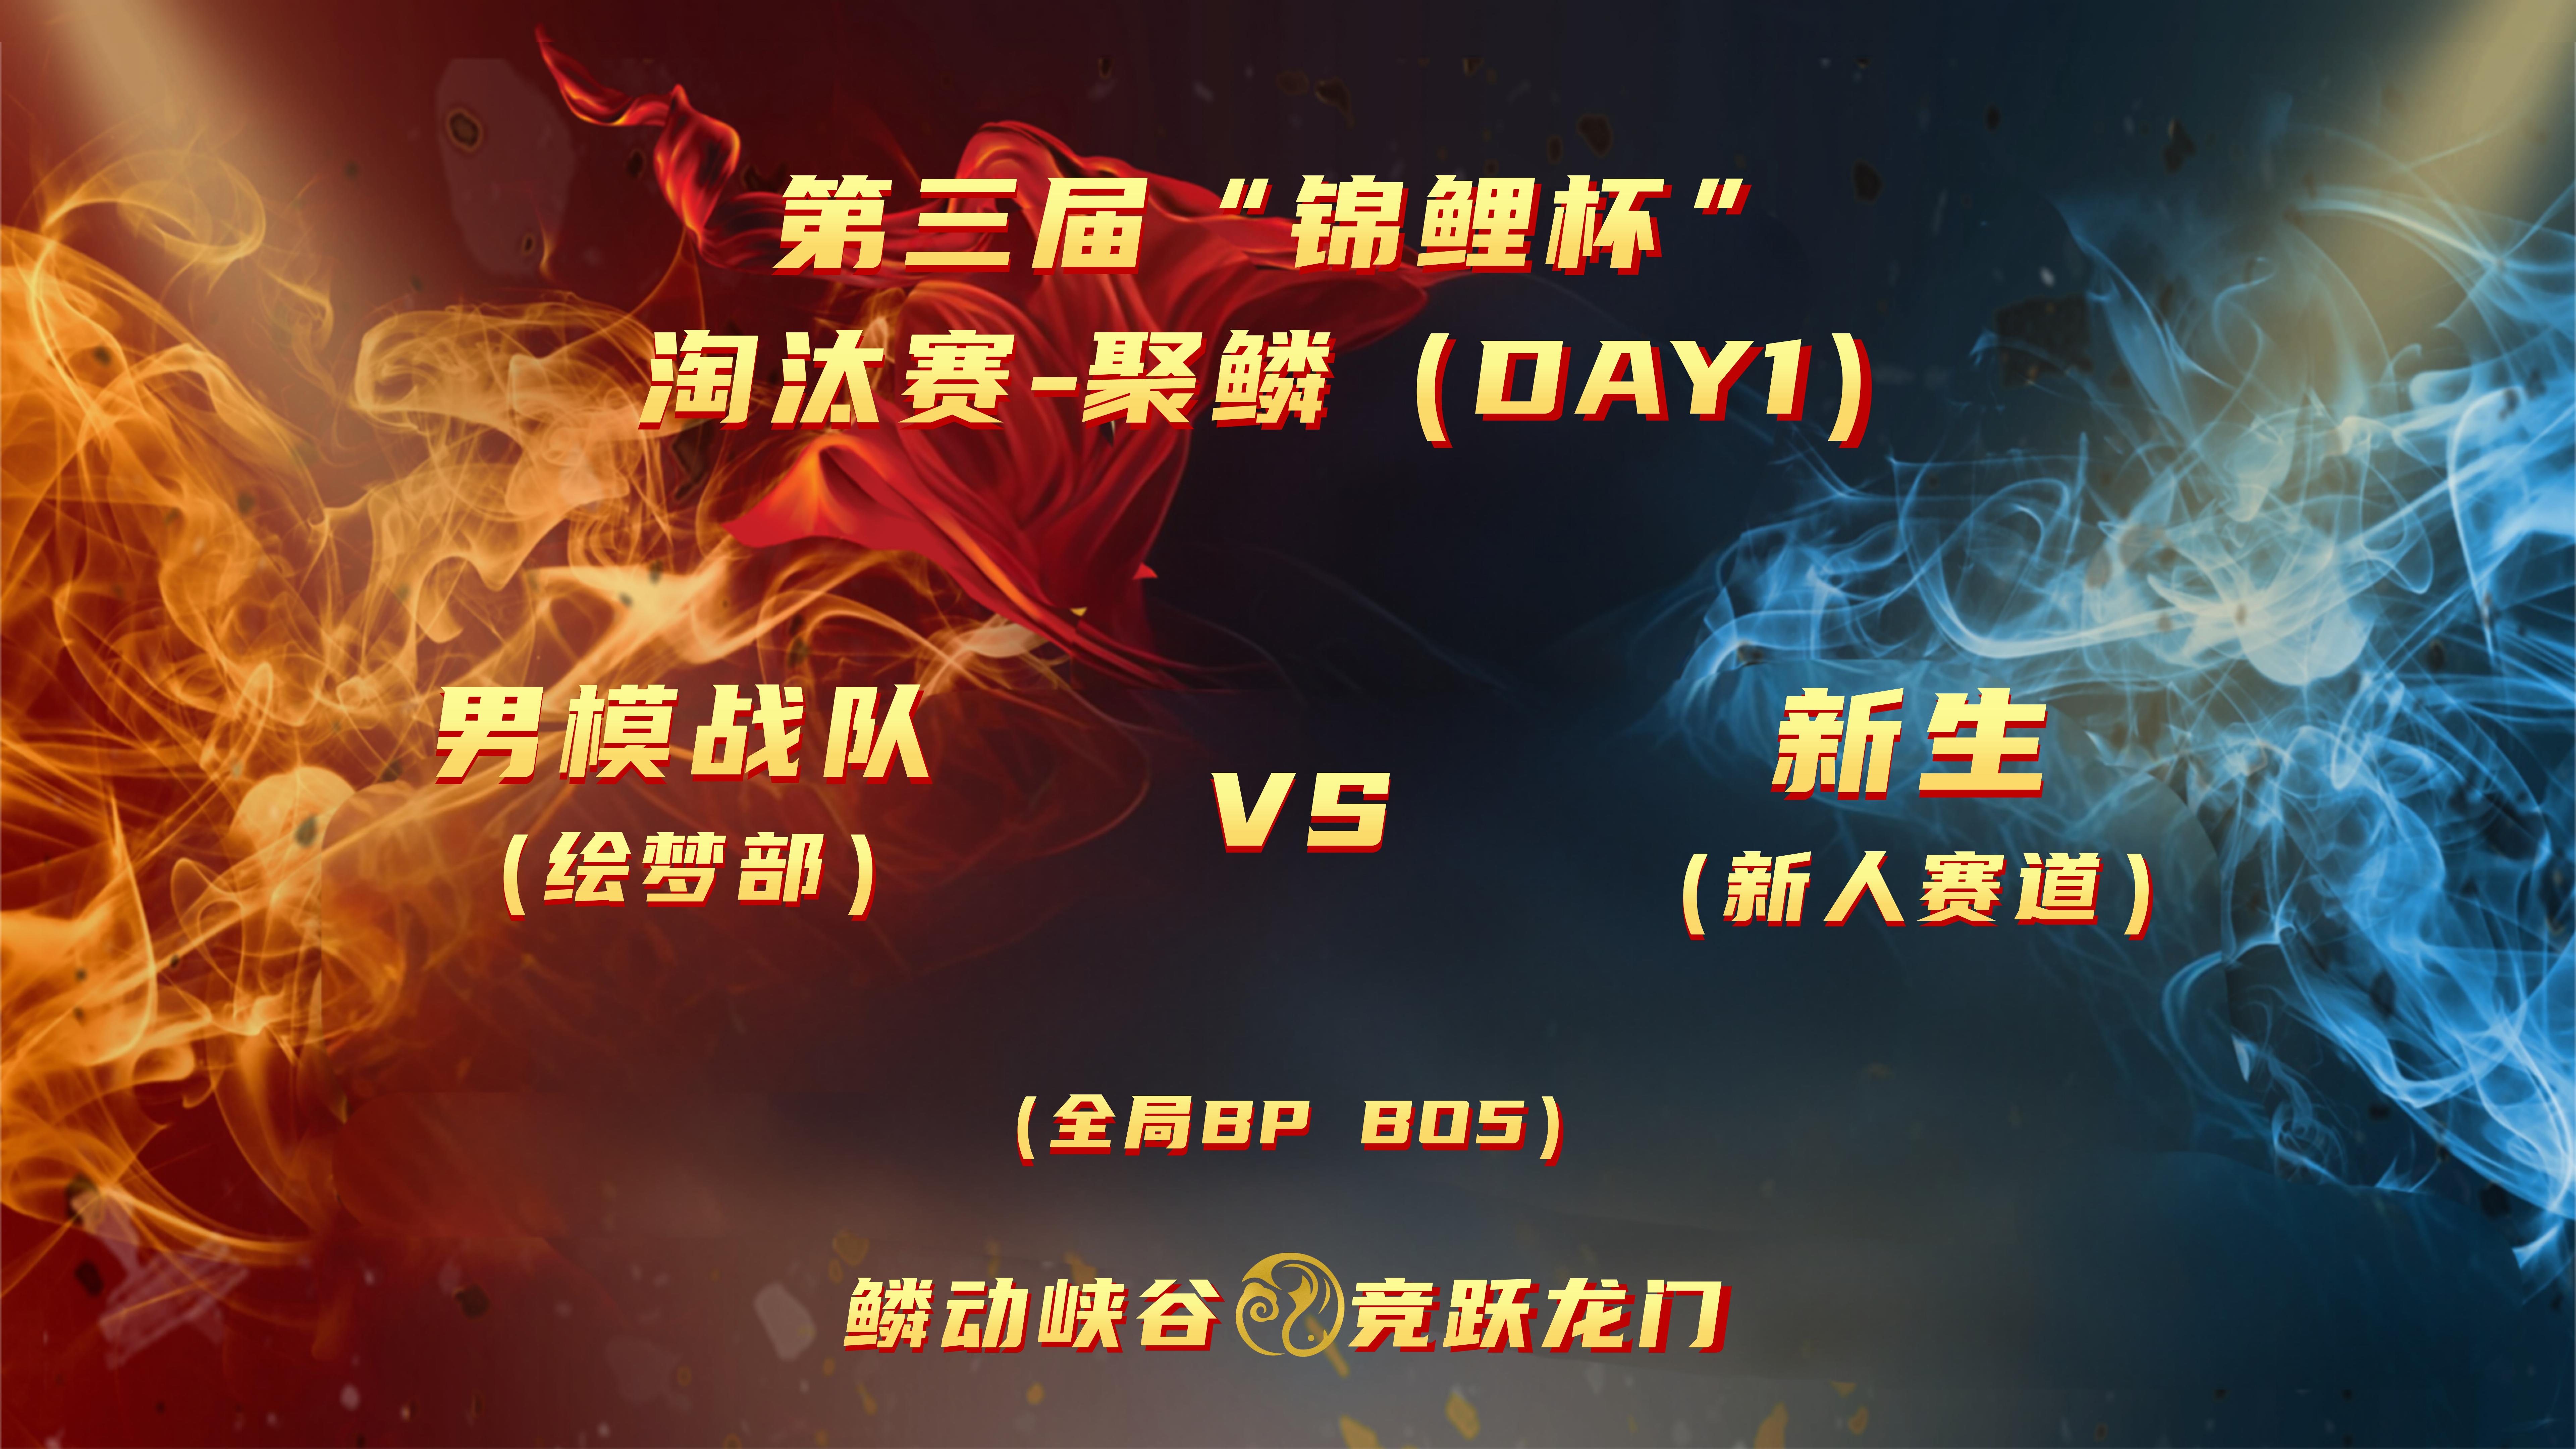 第三届“锦鲤杯”
淘汰赛-聚鳞（DAY1）
男模战队
（绘梦部）
VS
新生
（新人赛道）
（全局BP BO5）
鳞动峡谷 竞跃龙门